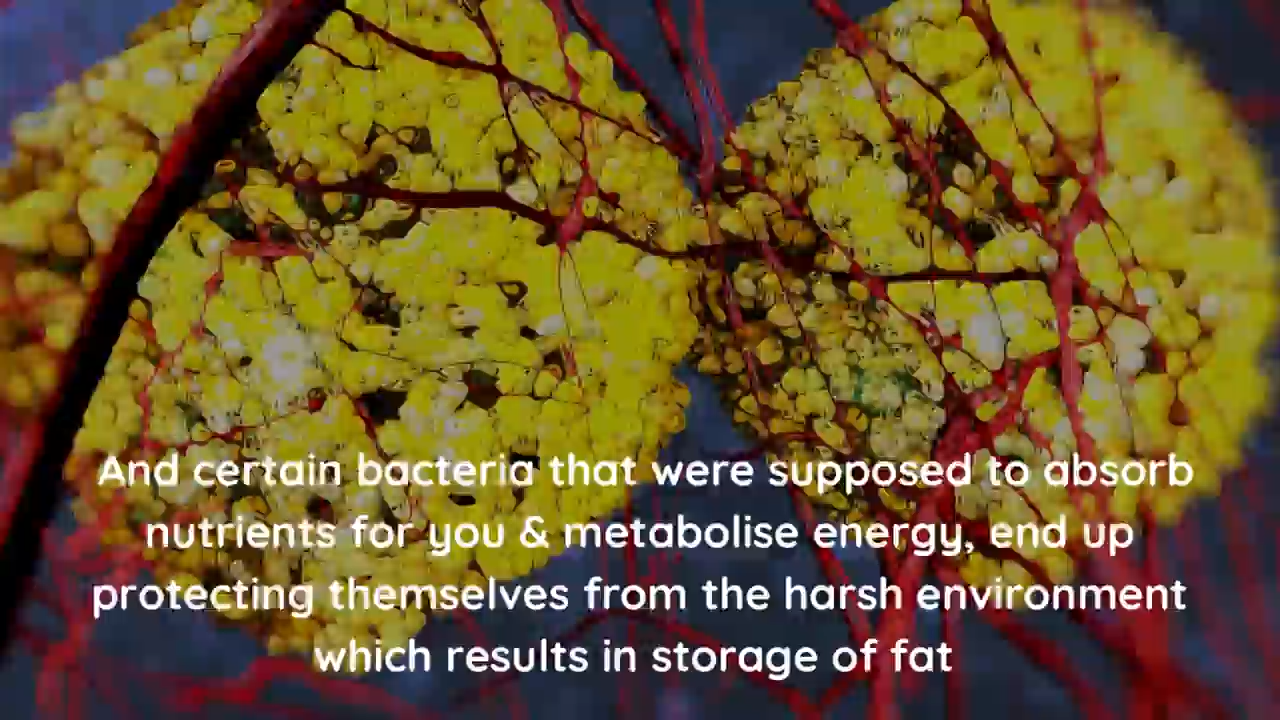 And certain bacteria that were supposed to absorb
nutrients for you & metabolise energy, end up
protecting themselves from the harsh environment
which results in storage of fat